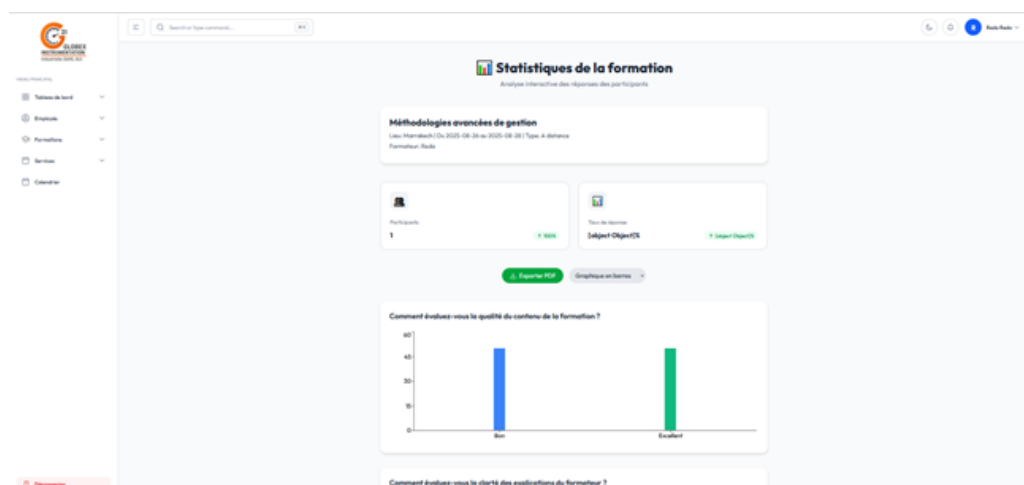 21
GLOBEX
INSTRUMENTATION
Search or type command...
Reda Reda
MENU PRINCIPAL
Tableau de bord
Employés
Formations
Services
Calendrier
Statistiques de la formation
Analyse interactive des réponses des participants
Méthodologies avancées de gestion
Lieu: Marrakech | Du 2025-08-26 au 2025-08-28 | Type: A distance
Formateur: Reda
Participants
1
↑ 100%
Taux de réponse
[object Object]%
↑ [object Object]%
Exporter PDF
Graphique en barres
Comment évaluez-vous la qualité du contenu de la formation ?
60
45
30
15
0
Bon
Excellent
Comment évaluez-vous la clarté des explications du formateur ?